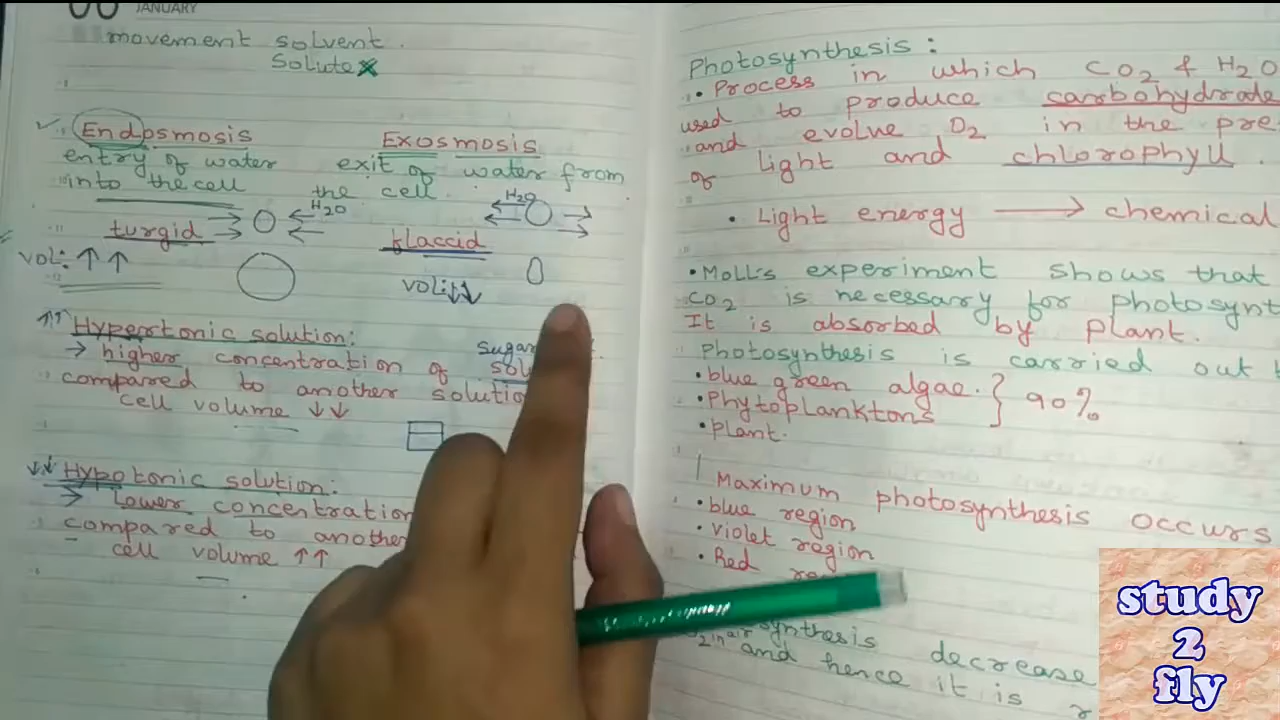 06 JANUARY
movement solvent.
solute
Endosmosis
entry of water
into the cell
H2O
turgid
vol: ↑ ↑
Exosmosis
exit of water from
the cell.
H2O
flaccid
vol:↓↓
↑↑ Hypertonic solution:
→ higher concentration of
sugar
compared to another solution
cell volume ↓↓
↓↓ Hypotonic solution:
→ Lower concentration
compared to another
cell volume ↑↑
Photosynthesis:
• Process in which CO2 & H2O
used to produce carbohydrate
and evolve O2 in the
of light and chlorophyll.
• Light energy → chemical
• Moll's experiment shows that
CO2 is necessary for
It is absorbed by plant.
Photosynthesis is carried out
• blue green algae.
• Phytoplanktons
} 90%
• plant.
Maximum photosynthesis occurs
• blue region
• violet region
• Red
decrease
and hence it is
study
2
fly